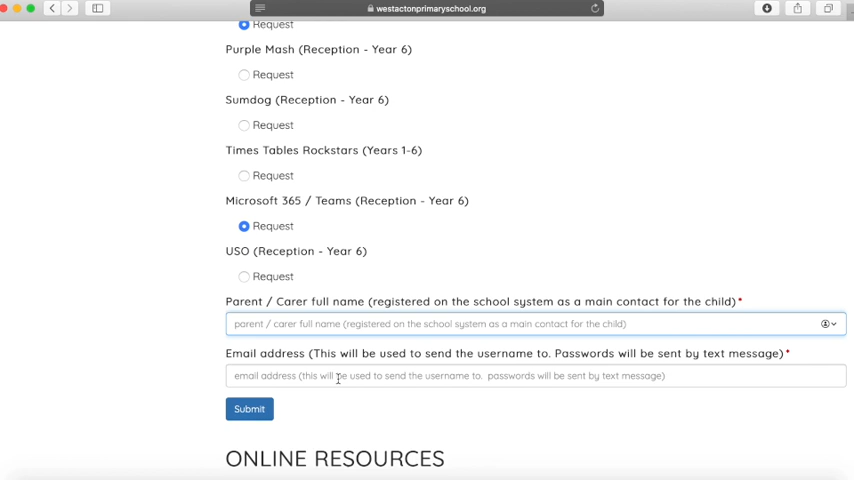 westactonprimaryschool.org
Request
Purple Mash (Reception - Year 6)
Request
Sumdog (Reception - Year 6)
Request
Times Tables Rockstars (Years 1-6)
Request
Microsoft 365 / Teams (Reception - Year 6)
Request
USO (Reception - Year 6)
Request
Parent / Carer full name (registered on the school system as a main contact for the child)*
parent / carer full name (registered on the school system as a main contact for the child)
Email address (This will be used to send the username to. Passwords will be sent by text message)*
email address (this will be used to send the username to. passwords will be sent by text message)
Submit
ONLINE RESOURCES